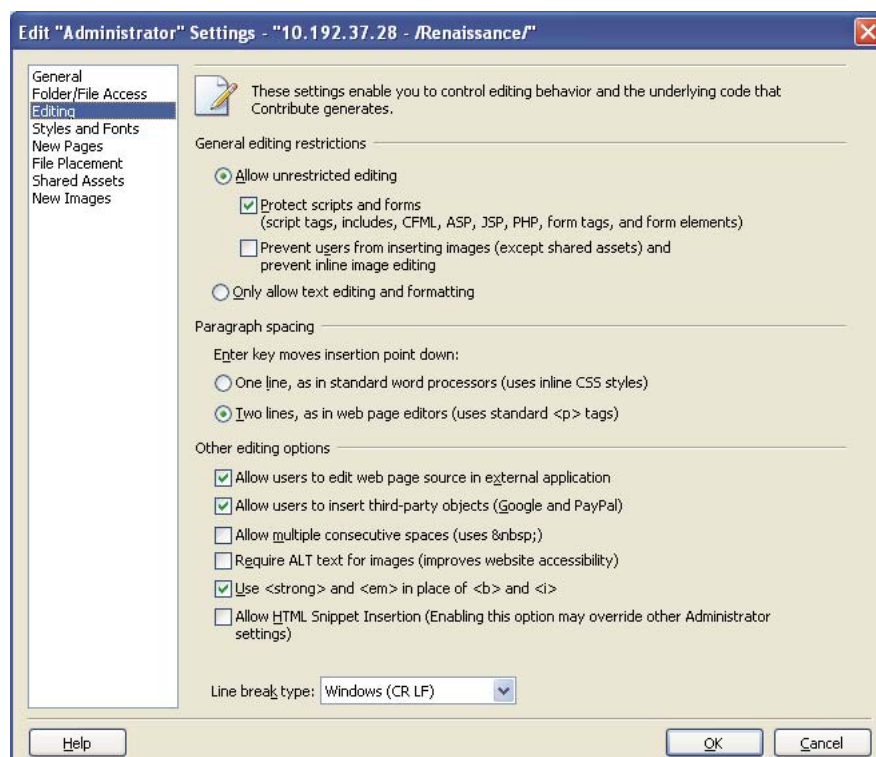 Edit "Administrator" Settings - "10.192.37.28 - /Renaissance/"
General
Folder/File Access
Editing
Styles and Fonts
New Pages
File Placement
Shared Assets
New Images
These settings enable you to control editing behavior and the underlying code that
Contribute generates.
General editing restrictions
Allow unrestricted editing
Protect scripts and forms
(script tags, includes, CFML, ASP, JSP, PHP, form tags, and form elements)
Prevent users from inserting images (except shared assets) and
prevent inline image editing
Only allow text editing and formatting
Paragraph spacing
Enter key moves insertion point down:
One line, as in standard word processors (uses inline CSS styles)
Two lines, as in web page editors (uses standard <p> tags)
Other editing options
Allow users to edit web page source in external application
Allow users to insert third-party objects (Google and PayPal)
Allow multiple consecutive spaces (uses &nbsp;)
Require ALT text for images (improves website accessibility)
Use <strong> and <em> in place of <b> and <i>
Allow HTML Snippet Insertion (Enabling this option may override other Administrator
settings)
Line break type: Windows (CR LF)
Help
OK
Cancel